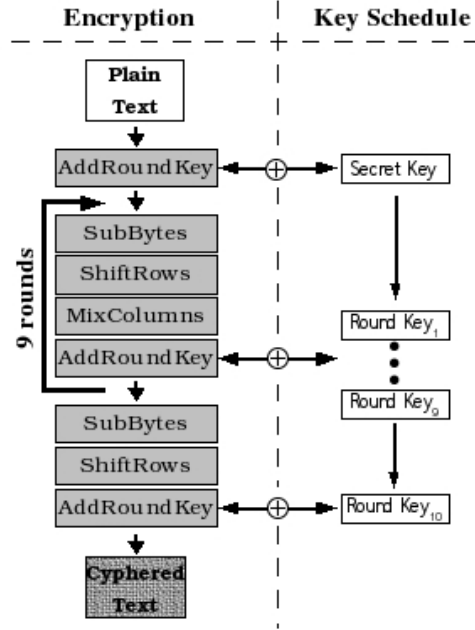 Encryption
Key Schedule
Plain
Text
AddRoundKey
Secret Key
SubBytes
ShiftRows
MixColumns
AddRoundKey
9 rounds
Round Key₁
Round Key₉
SubBytes
ShiftRows
AddRoundKey
Round Key₁₀
Cyphered
Text